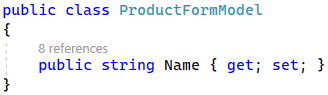 public class ProductFormModel
{
8 references
public string Name { get; set; }
}